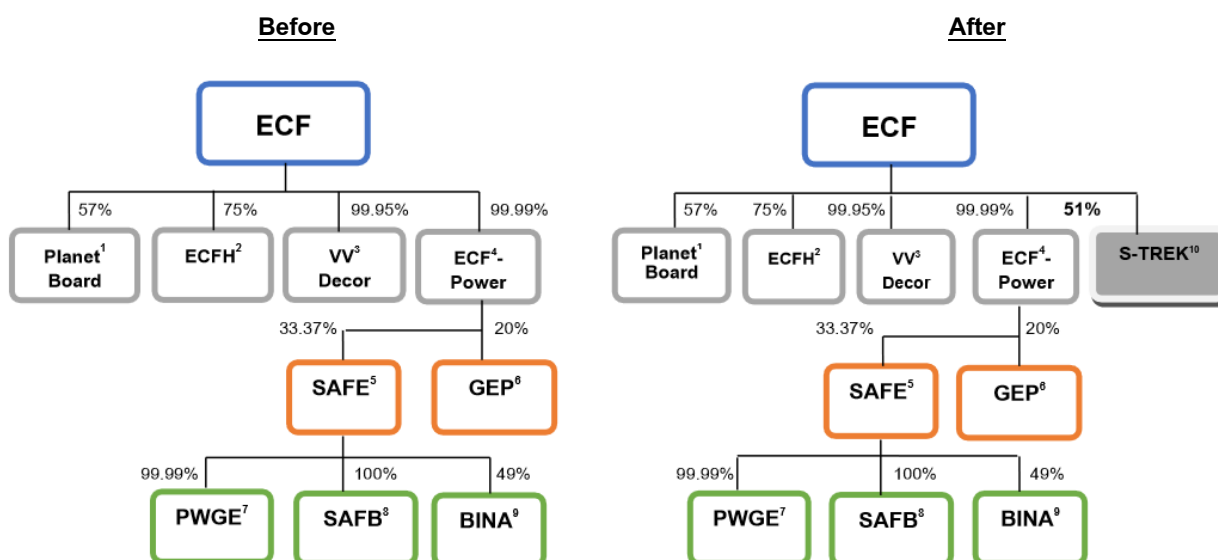 Before
After
ECF
ECF
57%
75%
99.95%
99.99%
57%
75%
99.95%
99.99%
51%
Planet¹
Board
ECFH²
VV³
Decor
ECF⁴-
Power
Planet¹
Board
ECFH²
VV³
Decor
ECF⁴-
Power
S-TREK¹⁰
33.37%
20%
33.37%
20%
SAFE⁵
GEP⁶
SAFE⁵
GEP⁶
99.99%
100%
49%
99.99%
100%
49%
PWGE⁷
SAFB⁸
BINA⁹
PWGE⁷
SAFB⁸
BINA⁹